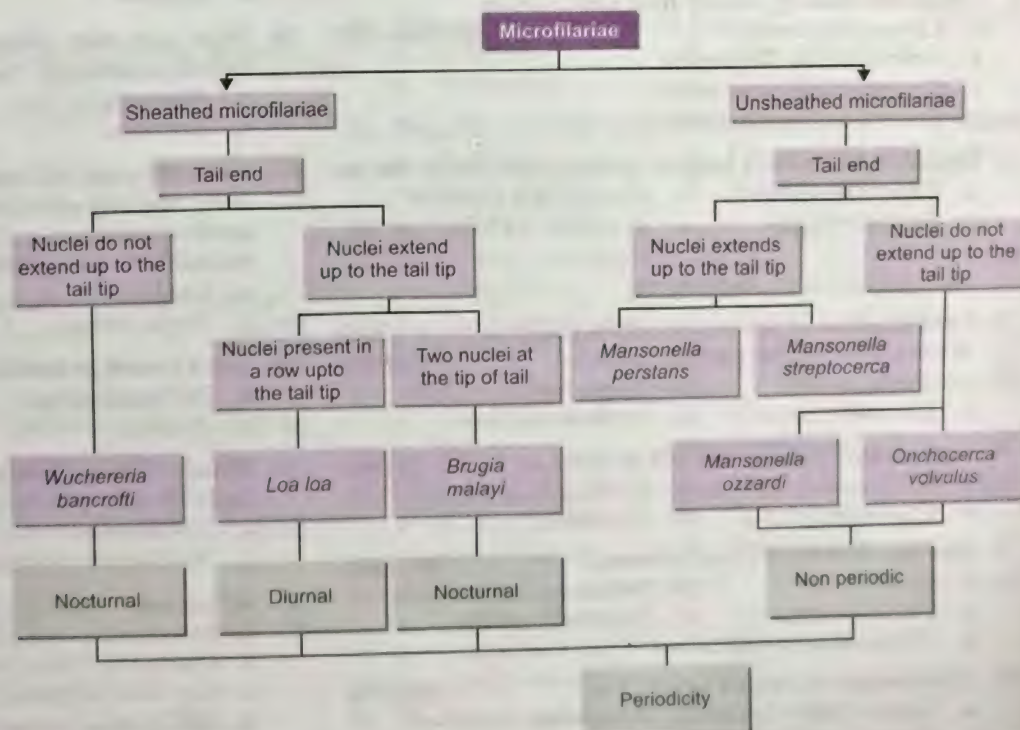 Microfilariae
Sheathed microfilariae
Unsheathed microfilariae
Tail end
Tail end
Nuclei do not
extend up to the
tail tip
Nuclei extend
up to the tail tip
Nuclei extends
up to the tail tip
Nuclei do not
extend up to the
tail tip
Nuclei present in
a row upto
the tail tip
Two nuclei at
the tip of tail
Mansonella
perstans
Mansonella
streptocerca
Wuchereria
bancrofti
Loa loa
Brugia
malayi
Mansonella
ozzardi
Onchocerca
volvulus
Nocturnal
Diurnal
Nocturnal
Non periodic
Periodicity